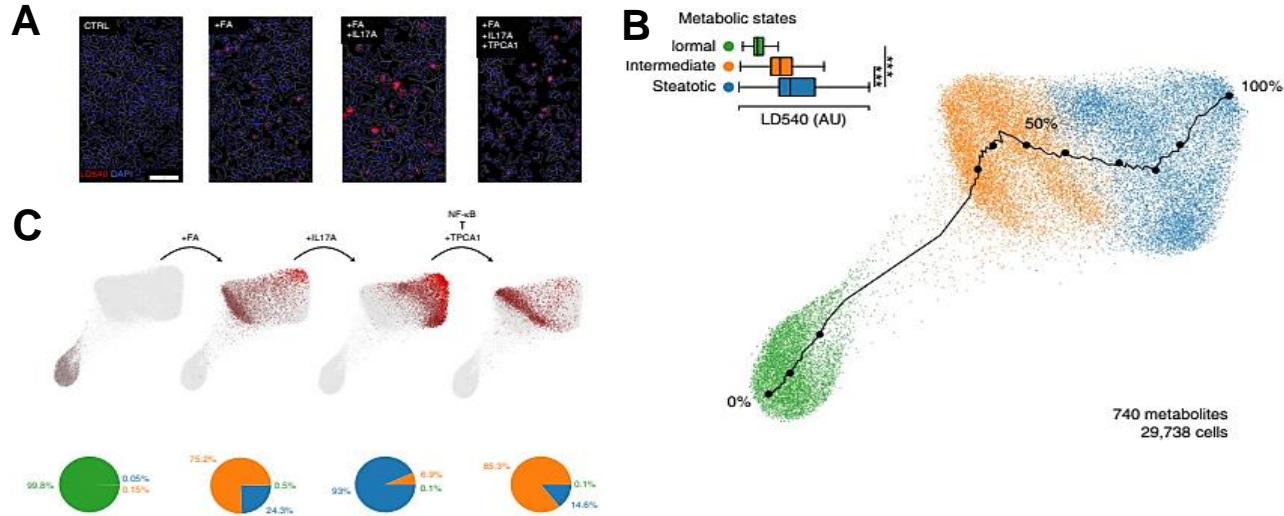 A
CTRL
+FA
+FA
+IL17A
+FA
+IL17A
+TPCA1
LD540 DAPI
B
Metabolic states
lormal
Intermediate
Steatotic
***
***
LD540 (AU)
100%
50%
0%
740 metabolites
29,738 cells
C
+FA
+IL17A
NF-κB
+TPCA1
99.8%
0.05%
0.15%
75.2%
0.5%
24.3%
93%
6.9%
0.1%
85.3%
0.1%
14.6%